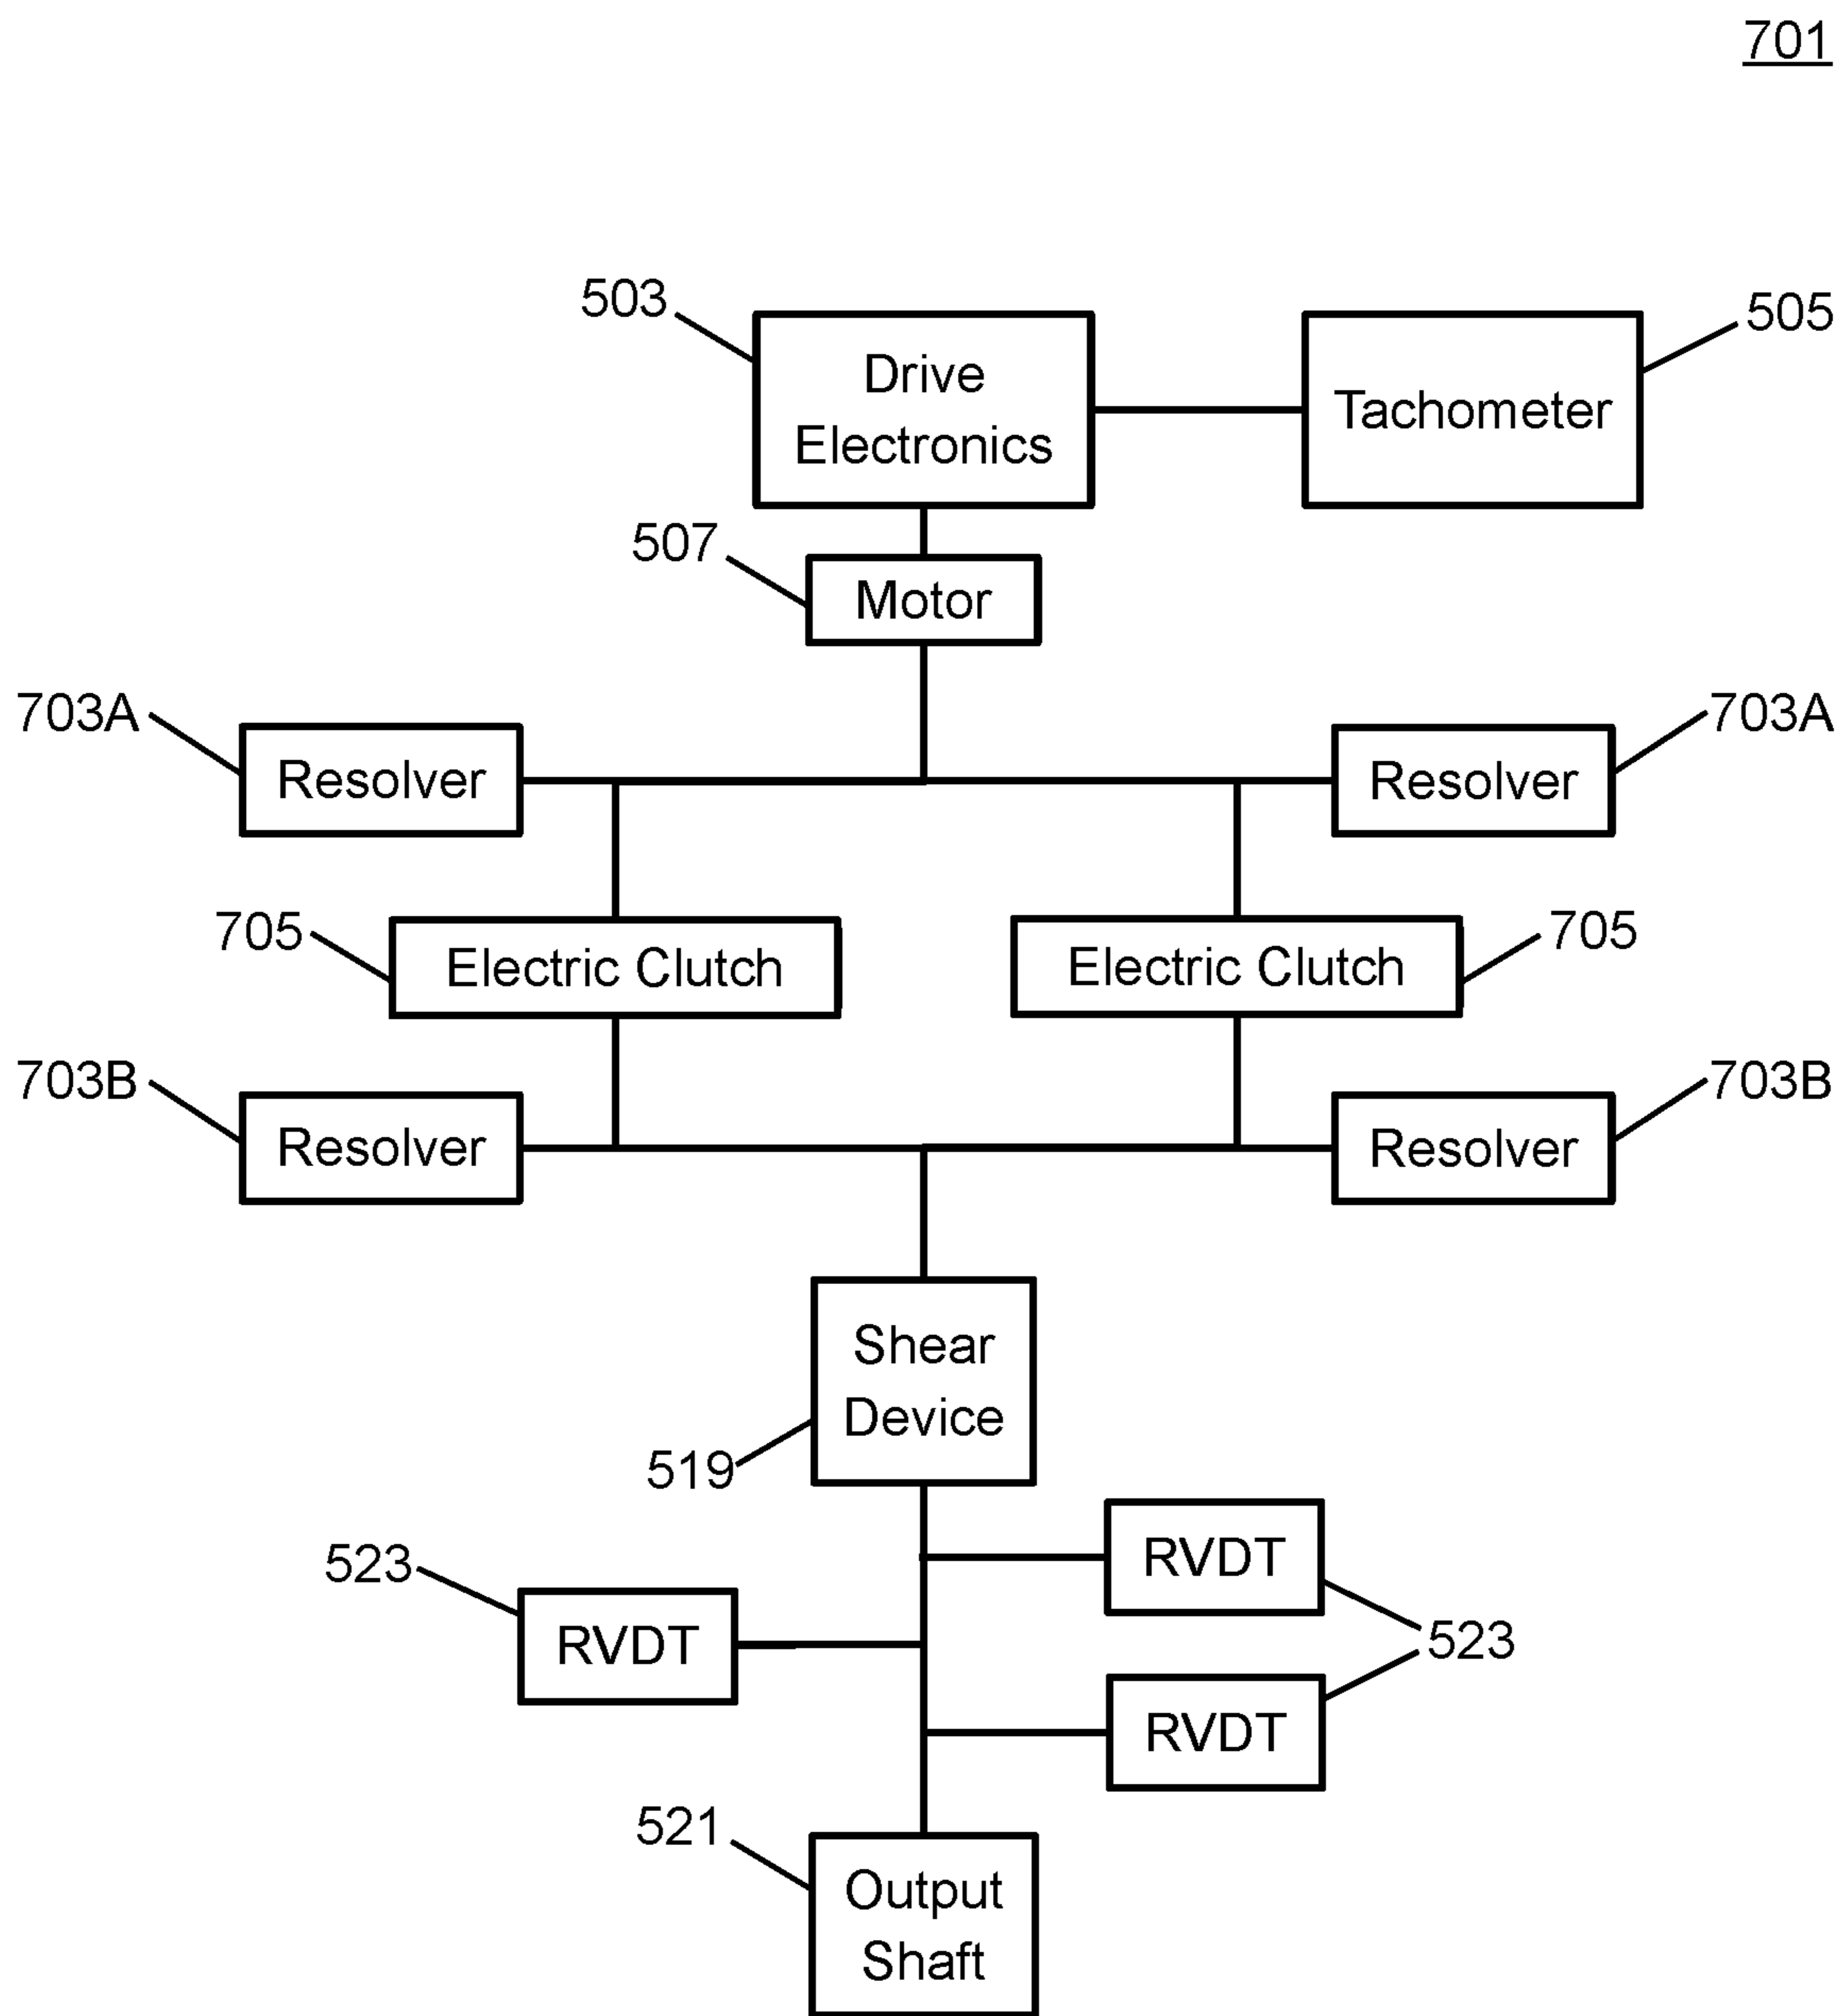 701
503
505
Drive
Electronics
Tachometer
507
Motor
703A
703A
Resolver
Resolver
705
705
Electric Clutch
Electric Clutch
703B
703B
Resolver
Resolver
Shear
Device
519
RVDT
523
RVDT
523
RVDT
521
Output
Shaft